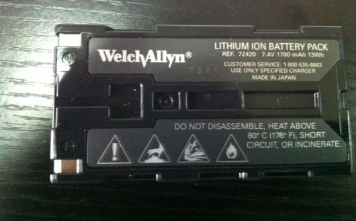 WelchAllyn®
LITHIUM ION BATTERY PACK
REF. 72420 7.4V 1700 mAh 13Wh
CUSTOMER SERVICE: 1-800-535-6663
USE ONLY SPECIFIED CHARGER
MADE IN JAPAN
DO NOT DISASSEMBLE, HEAT ABOVE
80° C (176° F), SHORT
CIRCUIT, OR INCINERATE.